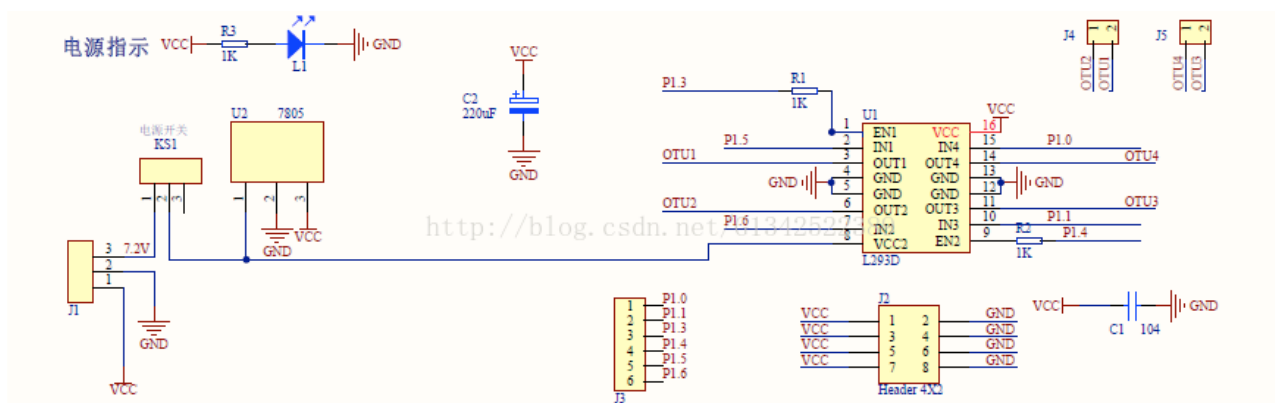 电源指示 VCC R3 1K L1 GND
VCC
C2 220uF
GND
电源开关
KS1
1 2 3
U2 7805
1 2 3
GND
VCC
J1
3 7.2V
2
1
GND
VCC
P1.3 R1 1K
U1
VCC
1 EN1 VCC 16
P1.5 2 IN1 IN4 15 P1.0
OTU1 3 OUT1 OUT4 14 OTU4
GND 4 GND GND 13 GND
5 GND GND 12
OTU2 6 OUT2 OUT3 11 OTU3
P1.6 7 IN2 IN3 10 P1.1
8 VCC2 EN2 9 R2 1K P1.4
L293D
J4
1 2
OTU2 OTU1
J5
1 2
OTU4 OTU3
J3
1 P1.0
2 P1.1
3 P1.3
4 P1.4
5 P1.5
6 P1.6
J2
VCC 1 2 GND
VCC 3 4 GND
VCC 5 6 GND
VCC 7 8 GND
Header 4X2
VCC C1 104 GND